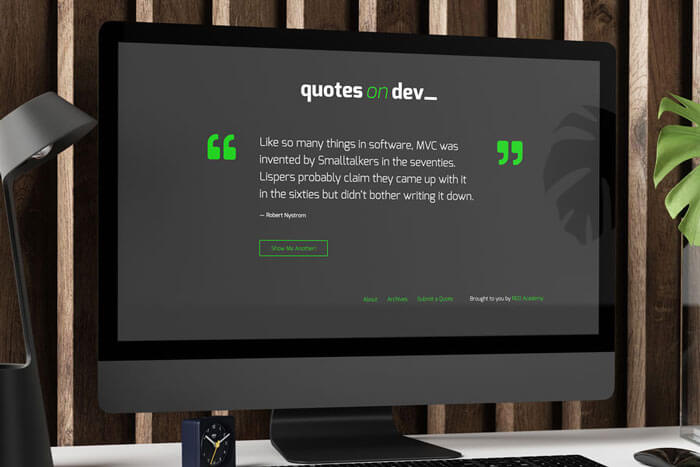 quotes on dev_
Like so many things in software, MVC was
invented by Smalltalkers in the seventies.
Lispers probably claim they came up with it
in the sixties but didn't bother writing it down.
— Robert Nystrom
Show Me Another!
About Archives Submit a Quote Brought to you by RED Academy